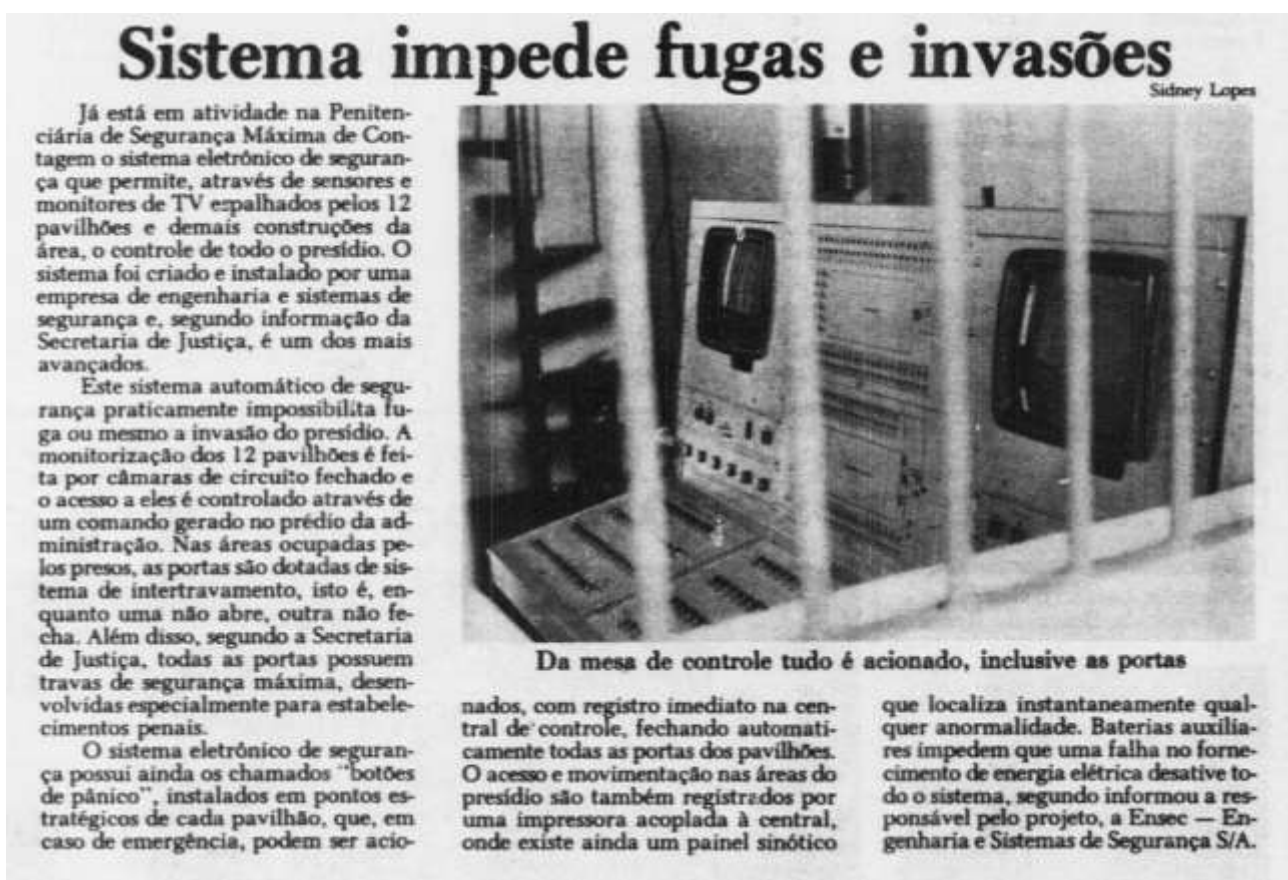 Sistema impede fugas e invasões
Sidney Lopes
Já está em atividade na Peniten-
ciária de Segurança Máxima de Con-
tagem o sistema eletrônico de seguran-
ça que permite, através de sensores e
monitores de TV espalhados pelos 12
pavilhões e demais construções da
área, o controle de todo o presídio. O
sistema foi criado e instalado por uma
empresa de engenharia e sistemas de
segurança e, segundo informação da
Secretaria de Justiça, é um dos mais
avançados.
Este sistema automático de segu-
rança praticamente impossibilita fu-
ga ou mesmo a invasão do presídio. A
monitorização dos 12 pavilhões é fei-
ta por câmaras de circuito fechado e
o acesso a eles é controlado através de
um comando gerado no prédio da ad-
ministração. Nas áreas ocupadas pe-
los presos, as portas são dotadas de sis-
tema de intertravamento, isto é, en-
quanto uma não abre, outra não fe-
cha. Além disso, segundo a Secretaria
de Justiça, todas as portas possuem
travas de segurança máxima, desen-
volvidas especialmente para estabele-
cimentos penais.
O sistema eletrônico de seguran-
ça possui ainda os chamados "botões
de pânico", instalados em pontos es-
tratégicos de cada pavilhão, que, em
caso de emergência, podem ser acio-
Da mesa de controle tudo é acionado, inclusive as portas
nados, com registro imediato na cen-
tral de controle, fechando automati-
camente todas as portas dos pavilhões.
O acesso e movimentação nas áreas do
presídio são também registrados por
uma impressora acoplada à central,
onde existe ainda um painel sinótico
que localiza instantaneamente qual-
quer anormalidade. Baterias auxilia-
res impedem que uma falha no forne-
cimento de energia elétrica desative to-
do o sistema, segundo informou a res-
ponsável pelo projeto, a Ensec — En-
genharia e Sistemas de Segurança S/A.